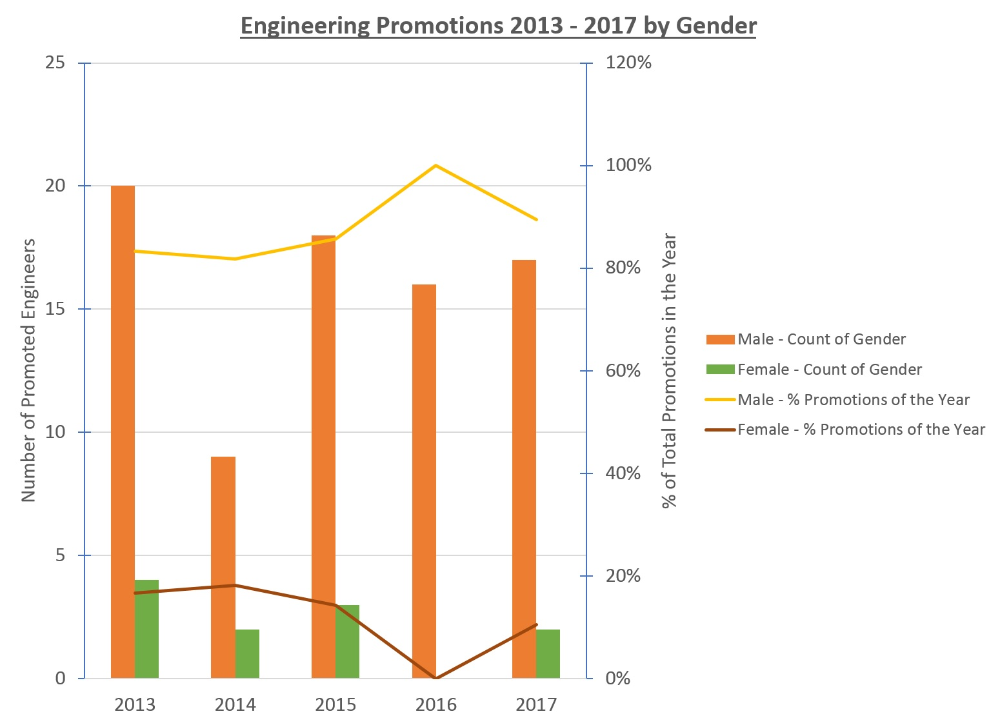 Engineering Promotions 2013 - 2017 by Gender
Number of Promoted Engineers
25
20
15
10
5
0
120%
100%
80%
60%
40%
20%
0%
% of Total Promotions in the Year
2013 2014 2015 2016 2017
Male - Count of Gender
Female - Count of Gender
Male - % Promotions of the Year
Female - % Promotions of the Year